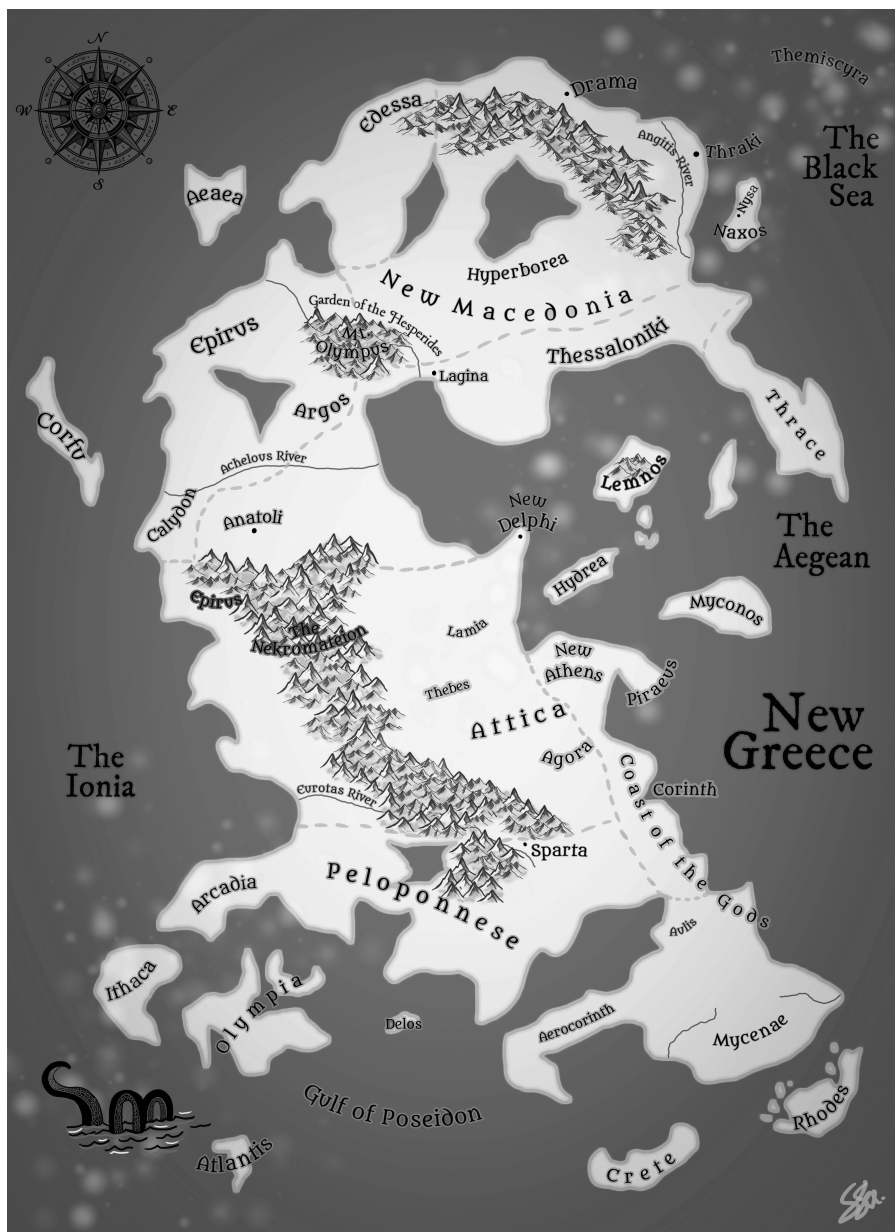 N
W
E
S
Themiscyra
Drama
Edessa
Angitis River
Thraki
The
Black
Sea
Aeaea
Nysa
Naxos
Hyperborea
New Macedonia
Garden of the Hesperides
Mt.
Olympus
Epirus
Thessaloniki
Lagina
Argos
Thrace
Corfu
Achelous River
Lemnos
Calydon
Anatoli
New
Delphi
The
Aegean
Hydrea
Epirus
Myconos
The
Nekromateion
Lamia
New
Athens
Thebes
Piraeus
Attica
New
Greece
Agora
The
Ionia
Coast of the Gods
Corinth
Eurotas River
Sparta
Peloponnese
Arcadia
Aulis
Ithaca
Olympia
Delos
Aerocorinth
Mycenae
Gulf of Poseidon
Rhodes
Atlantis
Crete